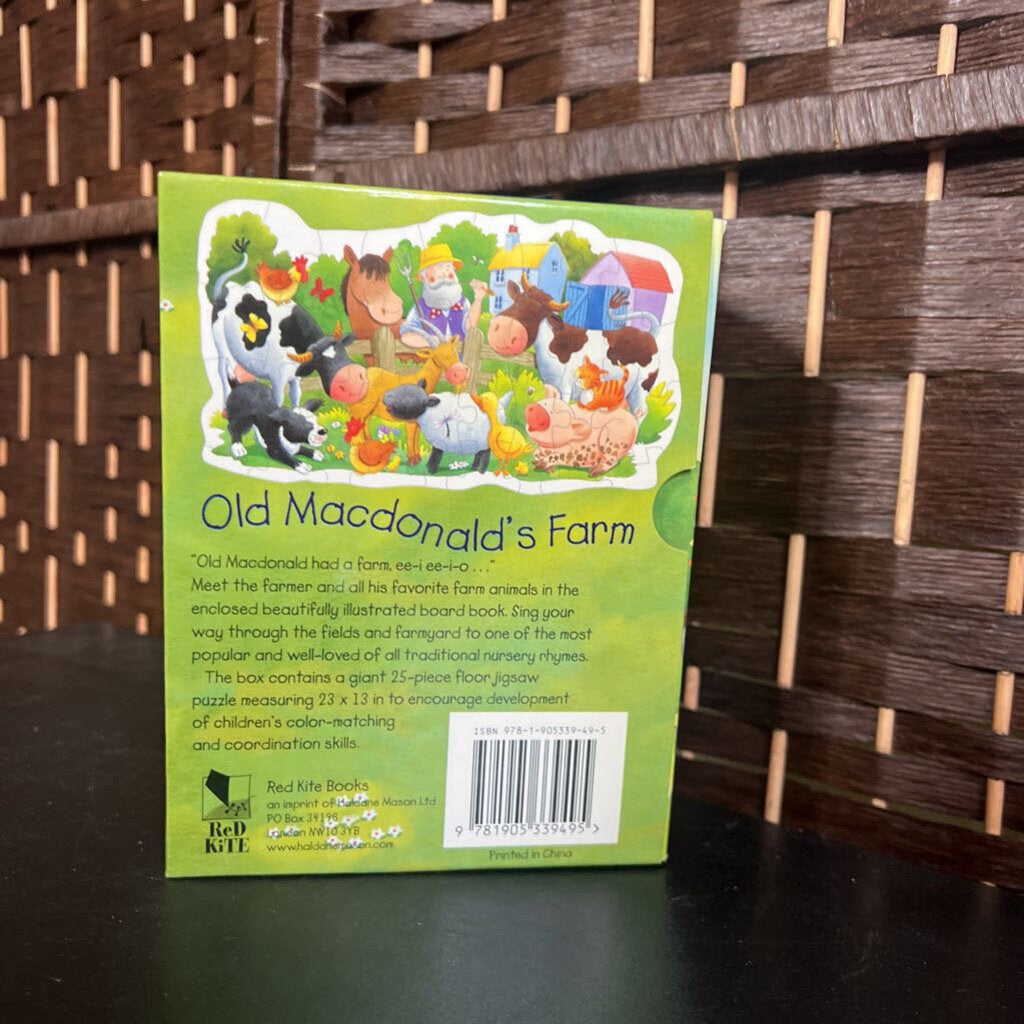 Old Macdonald's Farm
"Old Macdonald had a farm, ee-i ee-i-o ..."
Meet the farmer and all his favorite farm animals in the
enclosed beautifully illustrated board book. Sing your
way through the fields and farmyard to one of the most
popular and well-loved of all traditional nursery rhymes.
The box contains a giant 25-piece floor jigsaw
puzzle measuring 23 x 13 in to encourage development
of children's color-matching
and coordination skills.
ReD
KiTE
Red Kite Books
an imprint of Haldane Mason Ltd
PO Box 34196
London NW10 3YB
www.haldanemason.com
ISBN 978-1-905339-49-5
9 781905 339495 >
Printed in China